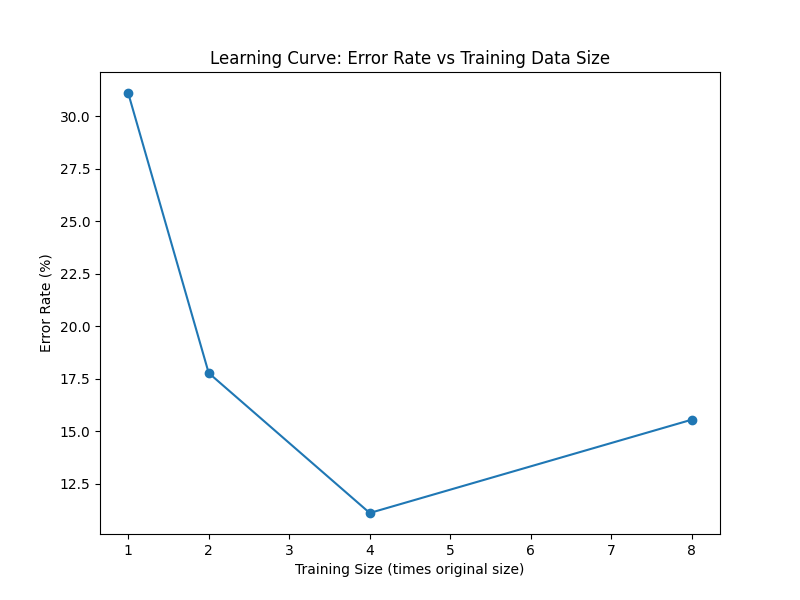 Learning Curve: Error Rate vs Training Data Size
30.0
27.5
25.0
22.5
20.0
17.5
15.0
12.5
Error Rate (%)
1 2 3 4 5 6 7 8
Training Size (times original size)